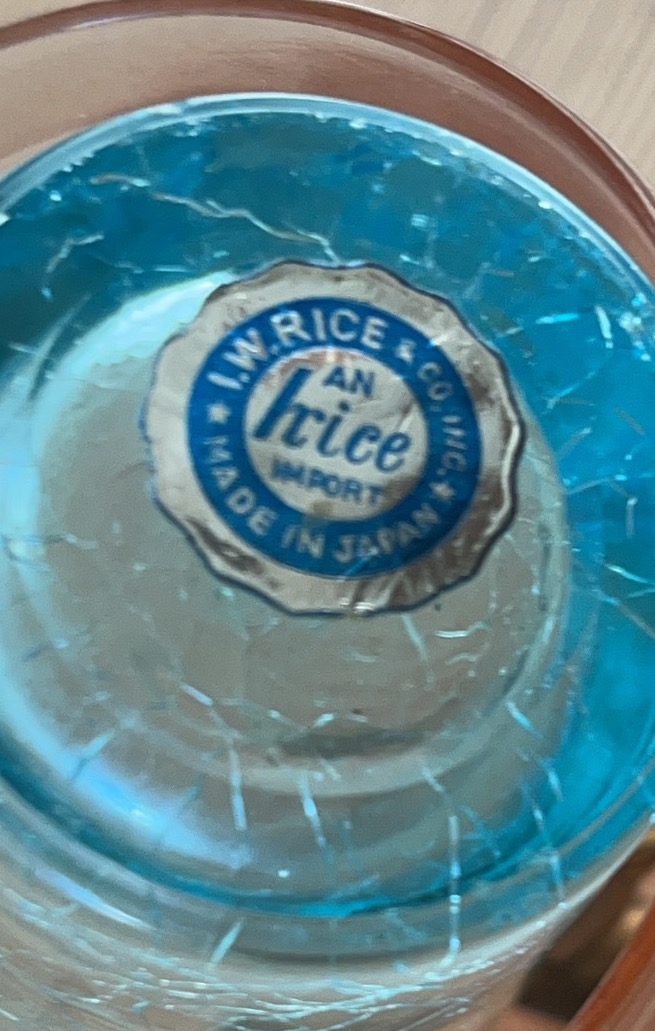 I.W. RICE & CO., INC.
AN
Irice
IMPORT
★ MADE IN JAPAN ★